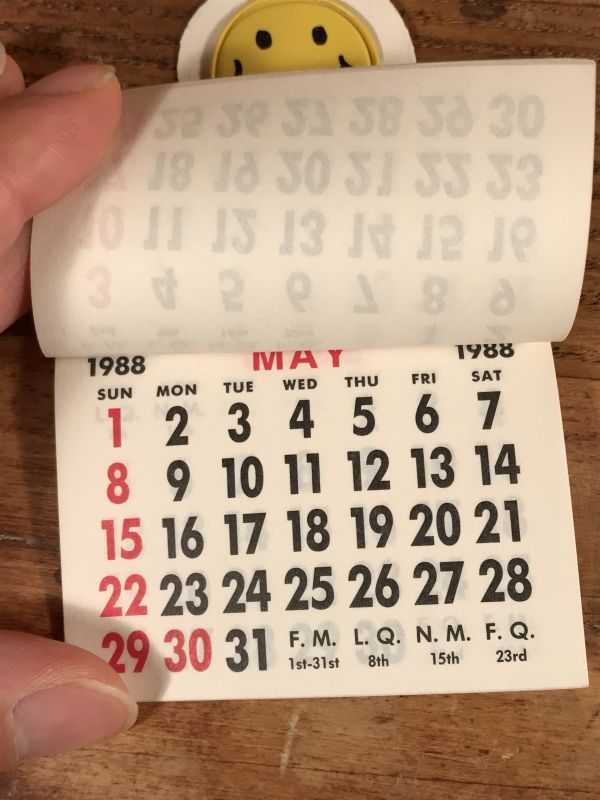 1988 MAY 1988
SUN MON TUE WED THU FRI SAT
1 2 3 4 5 6 7
8 9 10 11 12 13 14
15 16 17 18 19 20 21
22 23 24 25 26 27 28
29 30 31 F. M. L. Q. N. M. F. Q.
1st-31st 8th 15th 23rd